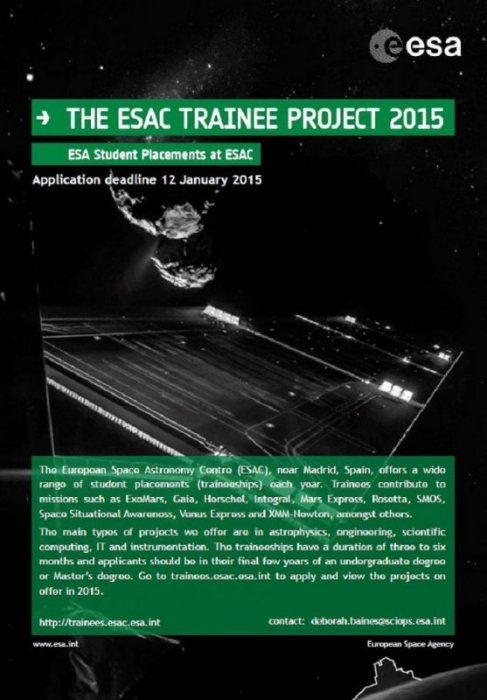 esa
→ THE ESAC TRAINEE PROJECT 2015
ESA Student Placements at ESAC
Application deadline 12 January 2015
The European Space Astronomy Centre (ESAC), near Madrid, Spain, offers a wide
range of student placements (traineeships) each year. Trainees contribute to
missions such as ExoMars, Gaia, Herschel, Integral, Mars Express, Rosetta, SMOS,
Space Situational Awareness, Venus Express and XMM-Newton, amongst others.
The main types of projects we offer are in astrophysics, engineering, scientific
computing, IT and instrumentation. The traineeships have a duration of three to six
months and applicants should be in their final few years of an undergraduate degree
or Master's degree. Go to trainees.esac.esa.int to apply and view the projects on
offer in 2015.
http://trainees.esac.esa.int contact: deborah.baines@sciops.esa.int
www.esa.int European Space Agency